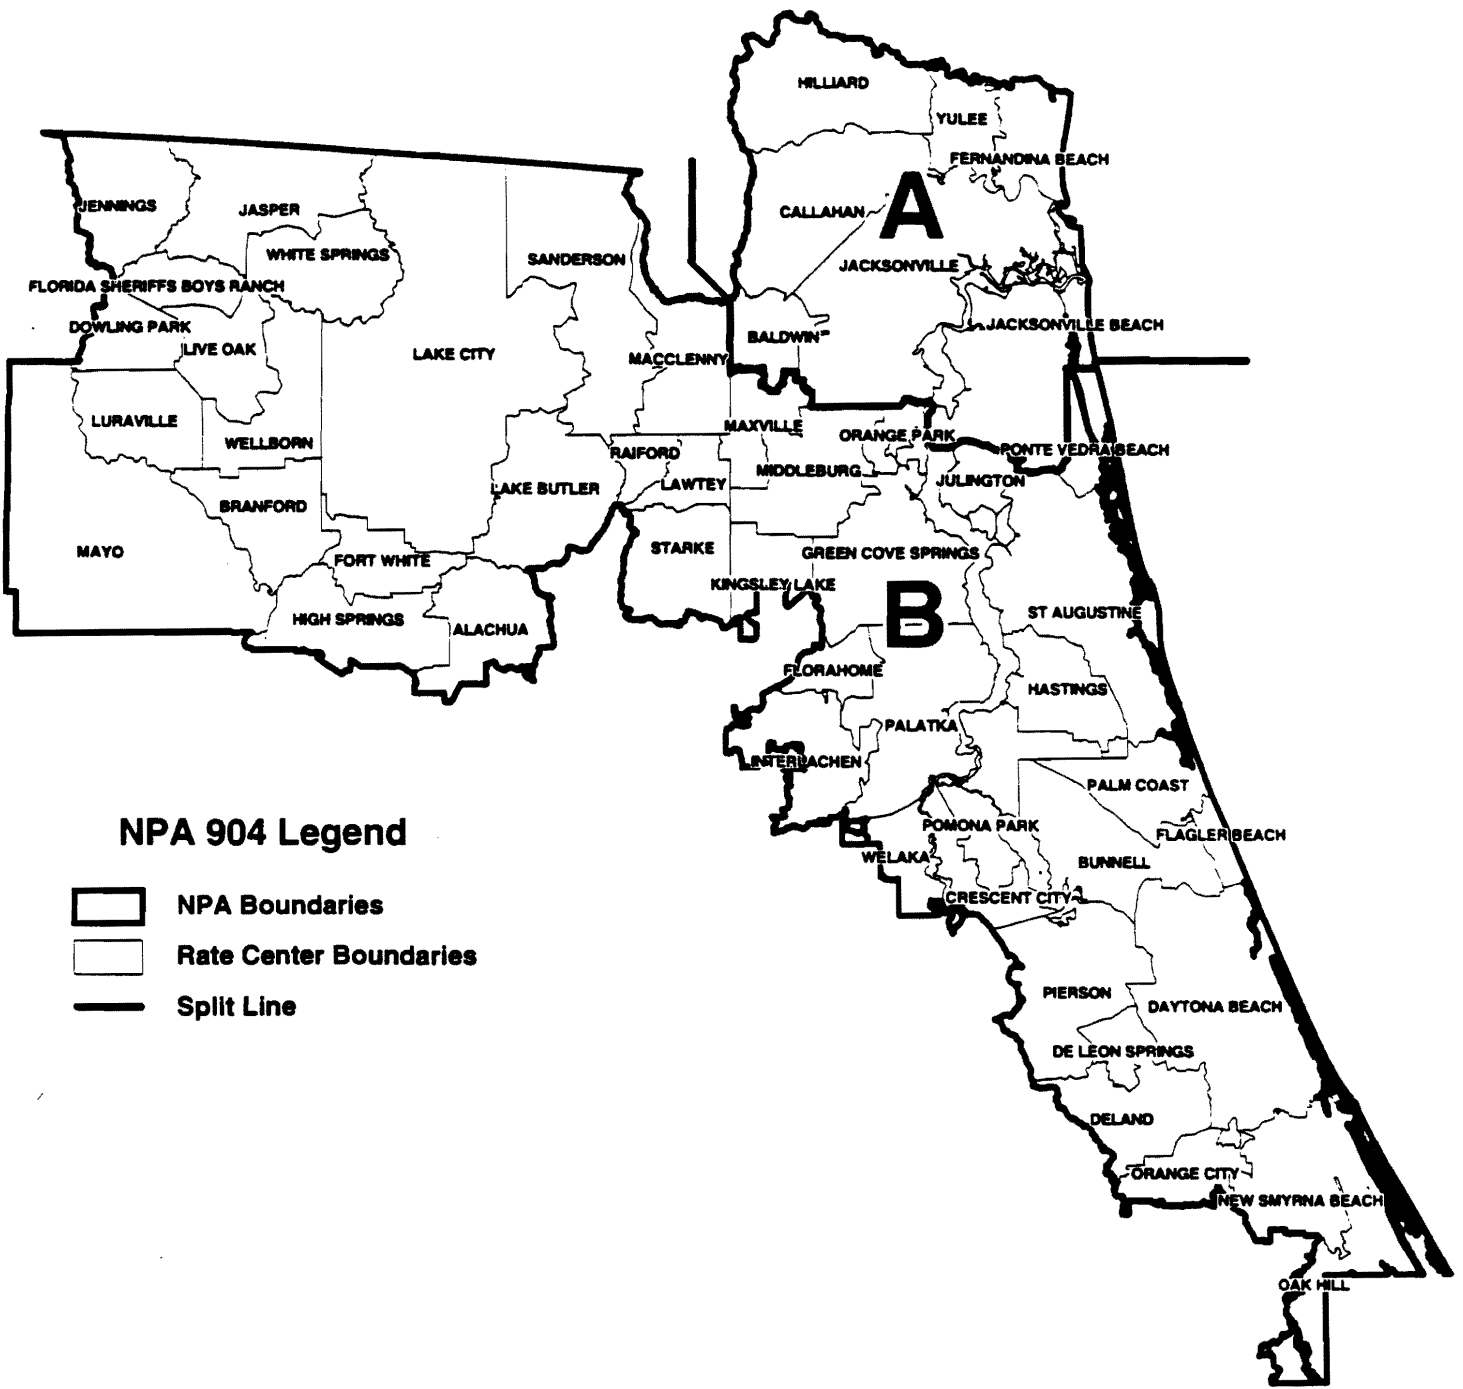 HILLIARD
YULEE
FERNANDINA BEACH
CALLAHAN
A
JACKSONVILLE
JENNINGS
JASPER
WHITE SPRINGS
SANDERSON
FLORIDA SHERIFFS BOYS RANCH
DOWLING PARK
LIVE OAK
LAKE CITY
MACCLENNY
BALDWIN
JACKSONVILLE BEACH
LURAVILLE
WELLBORN
MAXVILLE
ORANGE PARK
PONTE VEDRA BEACH
RAIFORD
MIDDLEBURG
JULINGTON
LAKE BUTLER
LAWTEY
BRANFORD
MAYO
FORT WHITE
STARKE
GREEN COVE SPRINGS
KINGSLEY LAKE
B
ST AUGUSTINE
HIGH SPRINGS
ALACHUA
FLORAHOME
HASTINGS
PALATKA
INTERLACHEN
PALM COAST
POMONA PARK
FLAGLER BEACH
WELAKA
BUNNELL
CRESCENT CITY
PIERSON
DAYTONA BEACH
DE LEON SPRINGS
DELAND
ORANGE CITY
NEW SMYRNA BEACH
OAK HILL
NPA 904 Legend
NPA Boundaries
Rate Center Boundaries
Split Line